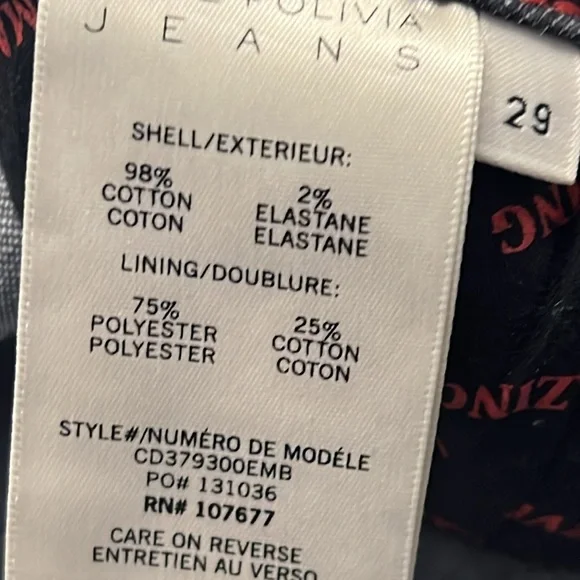 JEANS
29
SHELL/EXTERIEUR:
98% 2%
COTTON ELASTANE
COTON ELASTANE
LINING/DOUBLURE:
75% 25%
POLYESTER COTTON
POLYESTER COTON
STYLE#/NUMÉRO DE MODÉLE
CD379300EMB
PO# 131036
RN# 107677
CARE ON REVERSE
ENTRETIEN AU VERSO